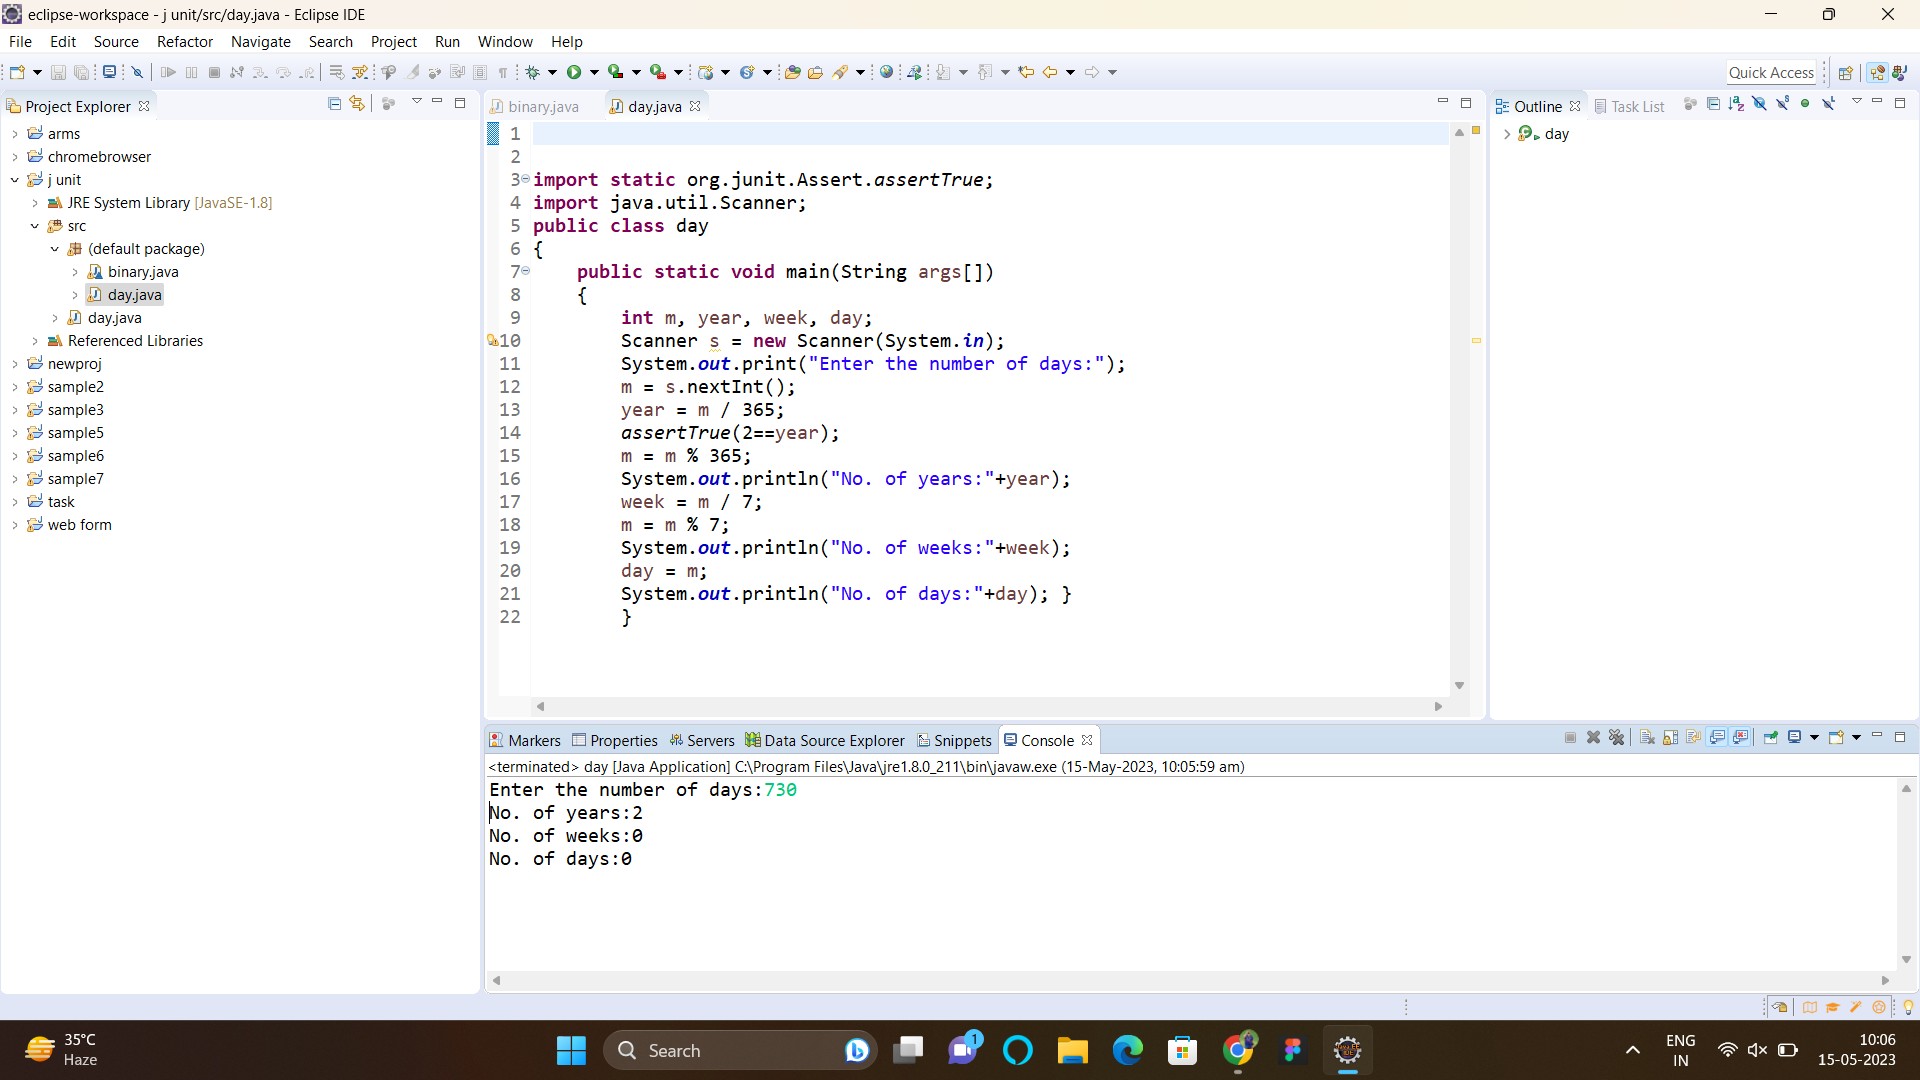 eclipse-workspace - j unit/src/day.java - Eclipse IDE
File Edit Source Refactor Navigate Search Project Run Window Help
Quick Access
Project Explorer
arms
chromebrowser
j unit
JRE System Library [JavaSE-1.8]
src
(default package)
binary.java
day.java
day.java
Referenced Libraries
newproj
sample2
sample3
sample5
sample6
sample7
task
web form
binary.java day.java
1
2
3 import static org.junit.Assert.assertTrue;
4 import java.util.Scanner;
5 public class day
6 {
7 public static void main(String args[])
8 {
9 int m, year, week, day;
10 Scanner s = new Scanner(System.in);
11 System.out.print("Enter the number of days:");
12 m = s.nextInt();
13 year = m / 365;
14 assertTrue(2==year);
15 m = m % 365;
16 System.out.println("No. of years:"+year);
17 week = m / 7;
18 m = m % 7;
19 System.out.println("No. of weeks:"+week);
20 day = m;
21 System.out.println("No. of days:"+day); }
22 }
Outline Task List
day
Markers Properties Servers Data Source Explorer Snippets Console
<terminated> day [Java Application] C:\Program Files\Java\jre1.8.0_211\bin\javaw.exe (15-May-2023, 10:05:59 am)
Enter the number of days:730
No. of years:2
No. of weeks:0
No. of days:0
35°C
Haze
Search
1
ENG
IN
10:06
15-05-2023